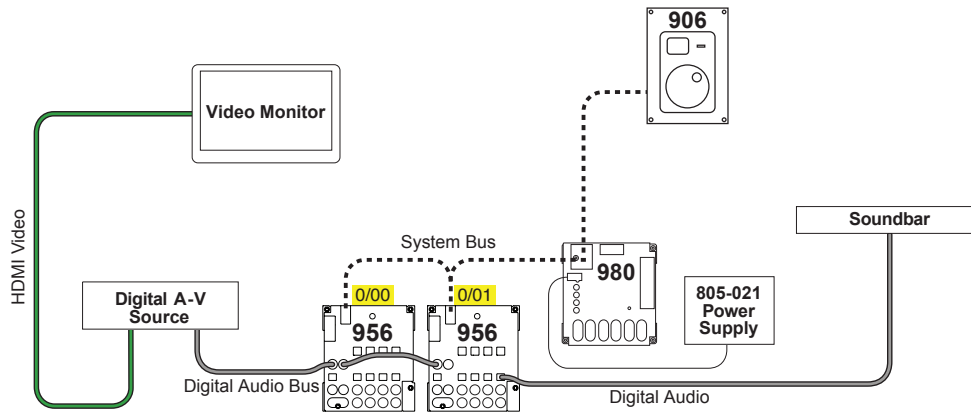 906
Video Monitor
HDMI Video
System Bus
Soundbar
980
Digital A-V
Source
0/00
0/01
805-021
Power
Supply
956
956
Digital Audio Bus
Digital Audio